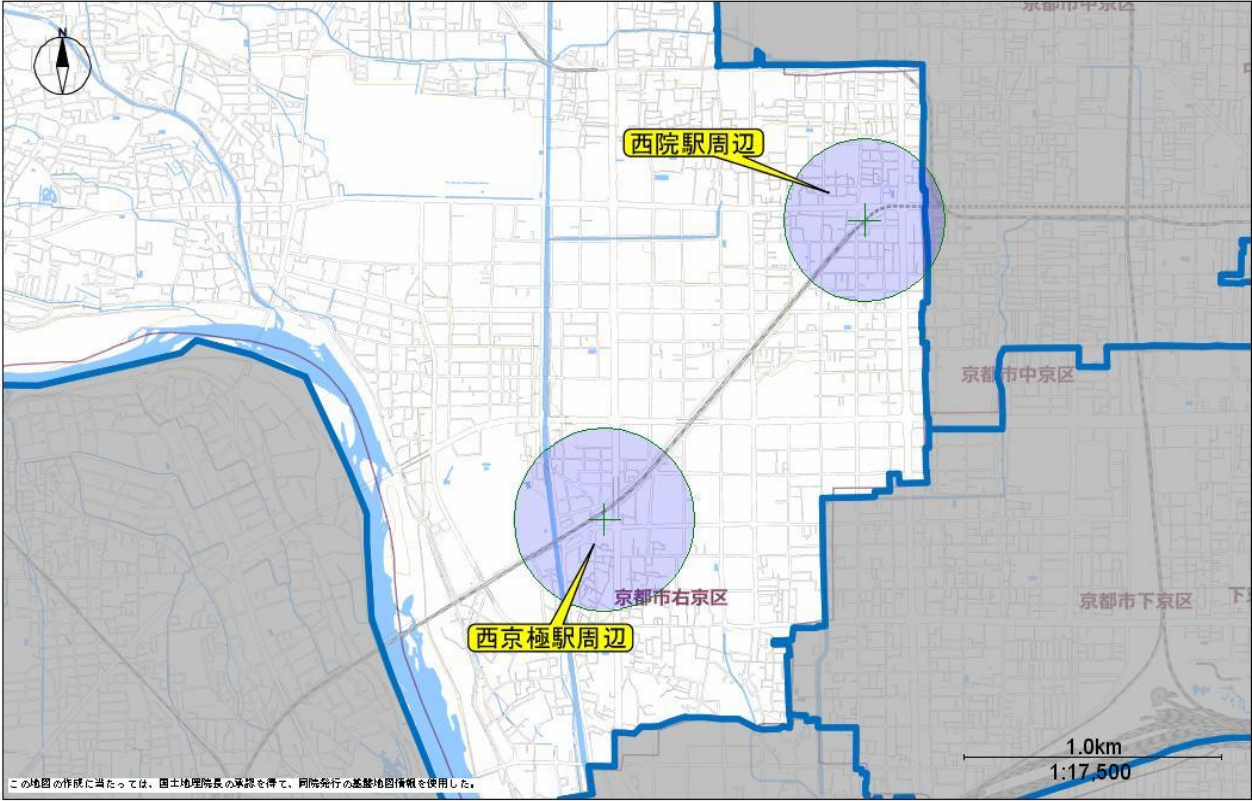 京都市中京区
N
西院駅周辺
京都市中京区
京都市右京区
京都市下京区
西京極駅周辺
1.0km
1:17,500
この地図の作成に当たっては、国土地理院長の承認を得て、同院発行の基盤地図情報を使用した。